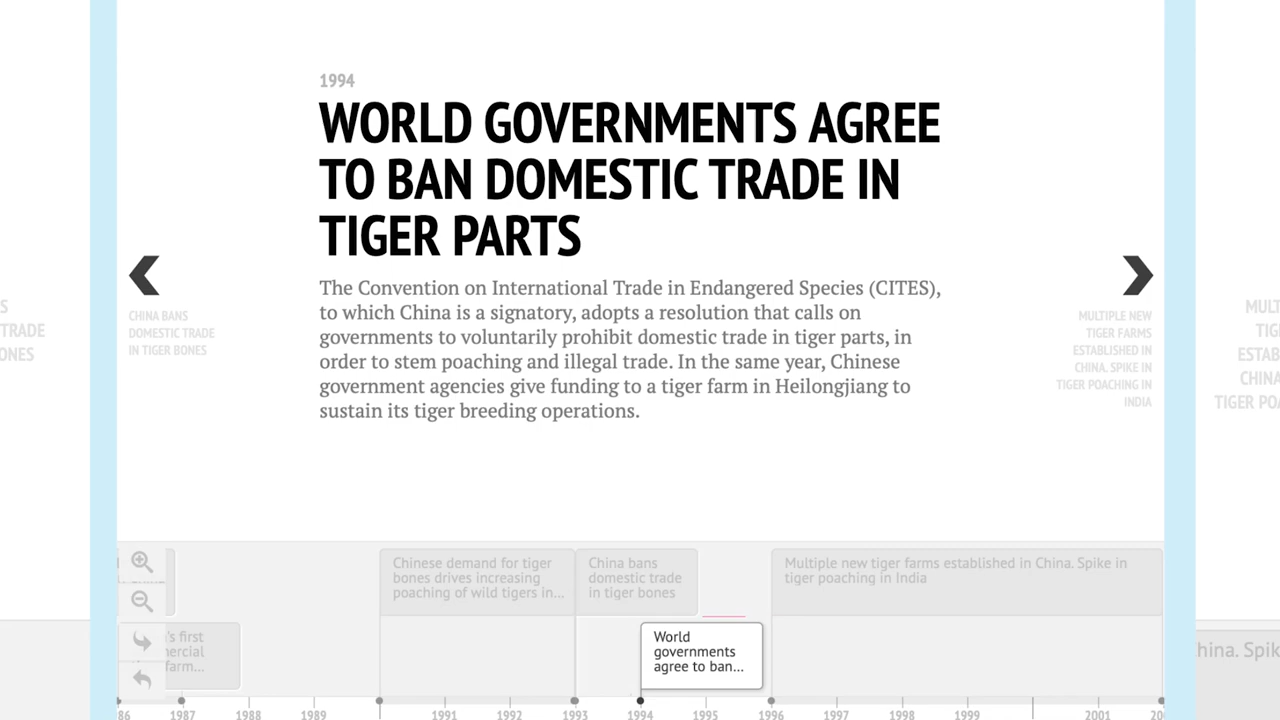 1994
WORLD GOVERNMENTS AGREE
TO BAN DOMESTIC TRADE IN
TIGER PARTS
The Convention on International Trade in Endangered Species (CITES),
to which China is a signatory, adopts a resolution that calls on
governments to voluntarily prohibit domestic trade in tiger parts, in
order to stem poaching and illegal trade. In the same year, Chinese
government agencies give funding to a tiger farm in Heilongjiang to
sustain its tiger breeding operations.
CHINA BANS
DOMESTIC TRADE
IN TIGER BONES
MULTIPLE NEW
TIGER FARMS
ESTABLISHED IN
CHINA. SPIKE IN
TIGER POACHING IN
INDIA
TRADE
Chinese demand for tiger
bones drives increasing
poaching of wild tigers in...
China bans
domestic trade
in tiger bones
Multiple new tiger farms established in China. Spike in
tiger poaching in India
's first
farm...
World
governments
agree to ban...
hina. Spik
86 1987 1988 1989 1991 1992 1993 1994 1995 1996 1997 1998 1999 2001